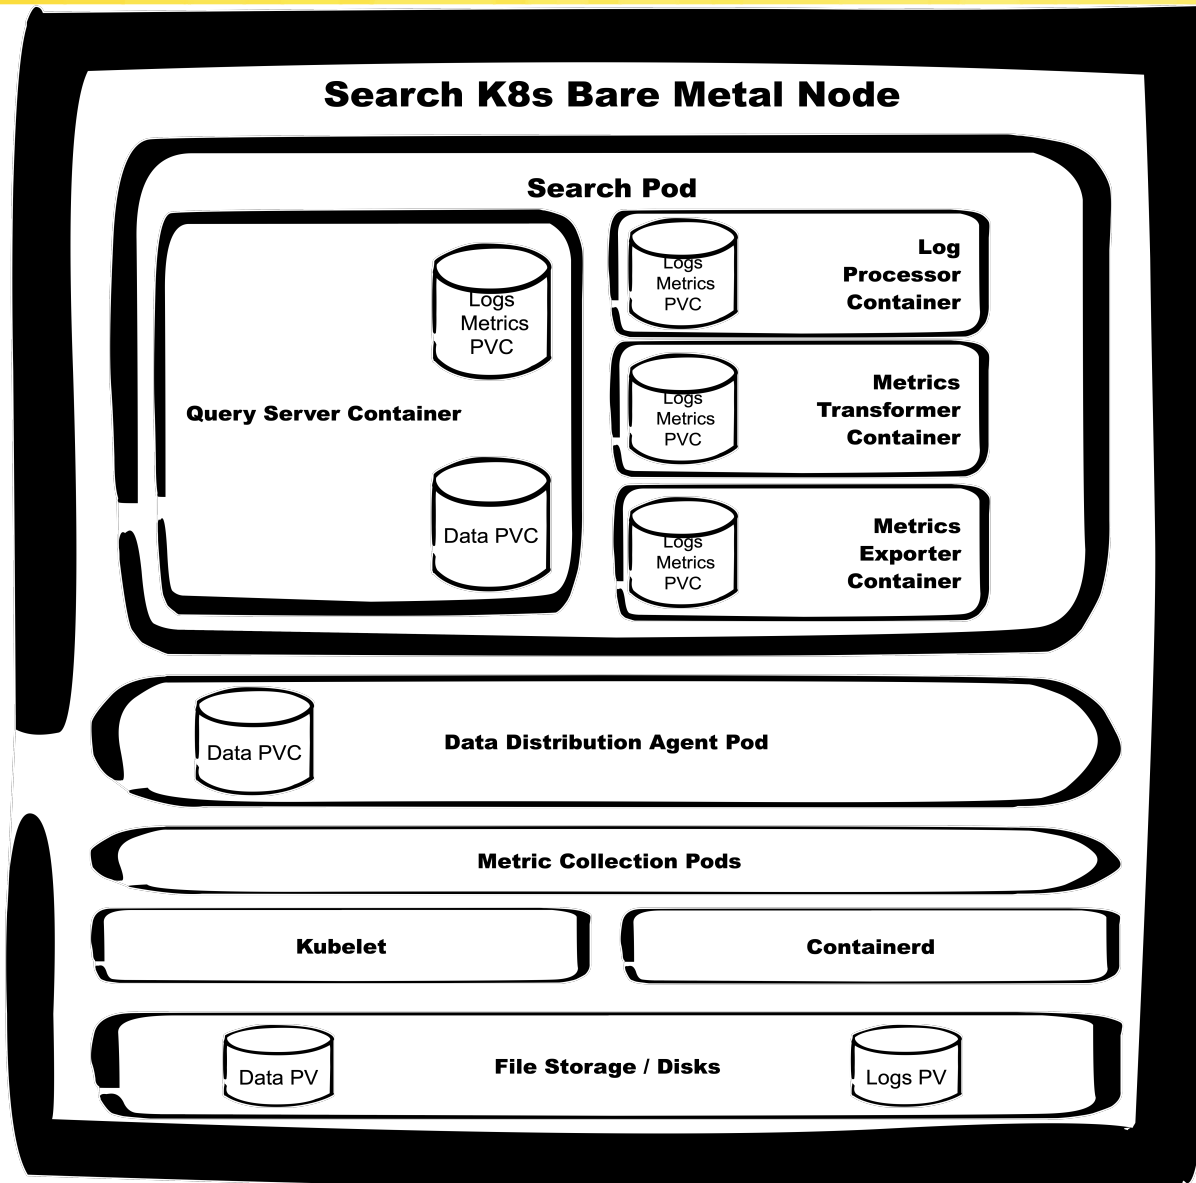 Search K8s Bare Metal Node
Search Pod
Logs
Metrics
PVC
Query Server Container
Data PVC
Logs
Metrics
PVC
Log
Processor
Container
Logs
Metrics
PVC
Metrics
Transformer
Container
Logs
Metrics
PVC
Metrics
Exporter
Container
Data PVC
Data Distribution Agent Pod
Metric Collection Pods
Kubelet
Containerd
Data PV
File Storage / Disks
Logs PV